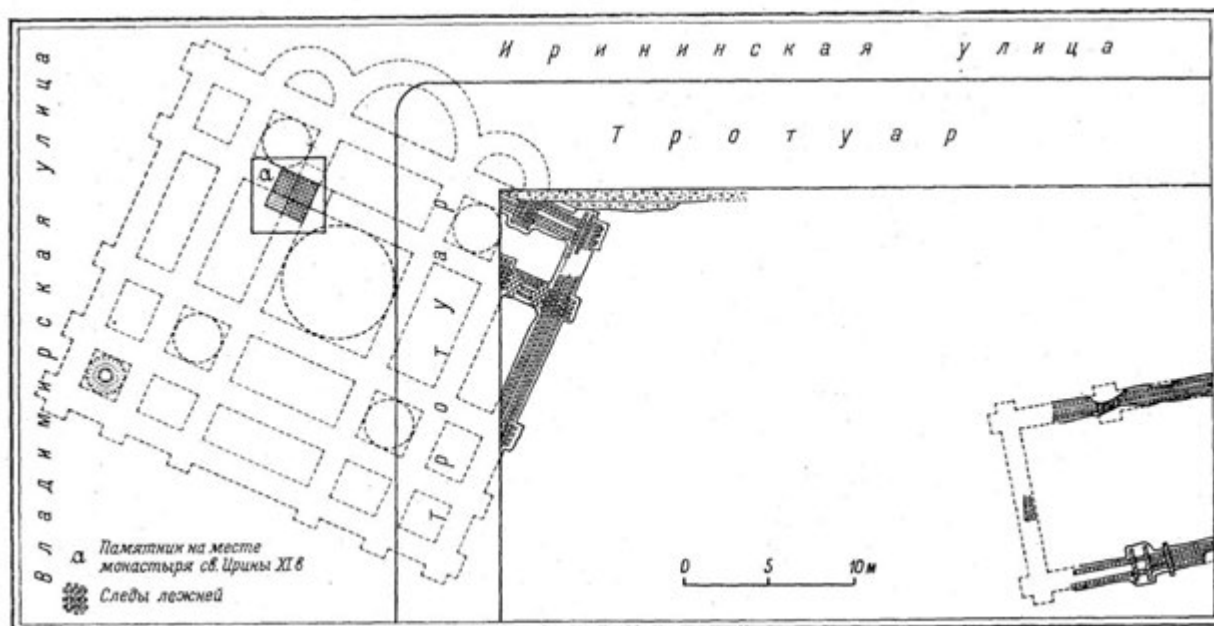 Ирининская улица
Тротуар
Владимирская улица
а
Тротуар
0 5 10 м
а Памятник на месте
монастыря св. Ирины XI в
Следы лежней